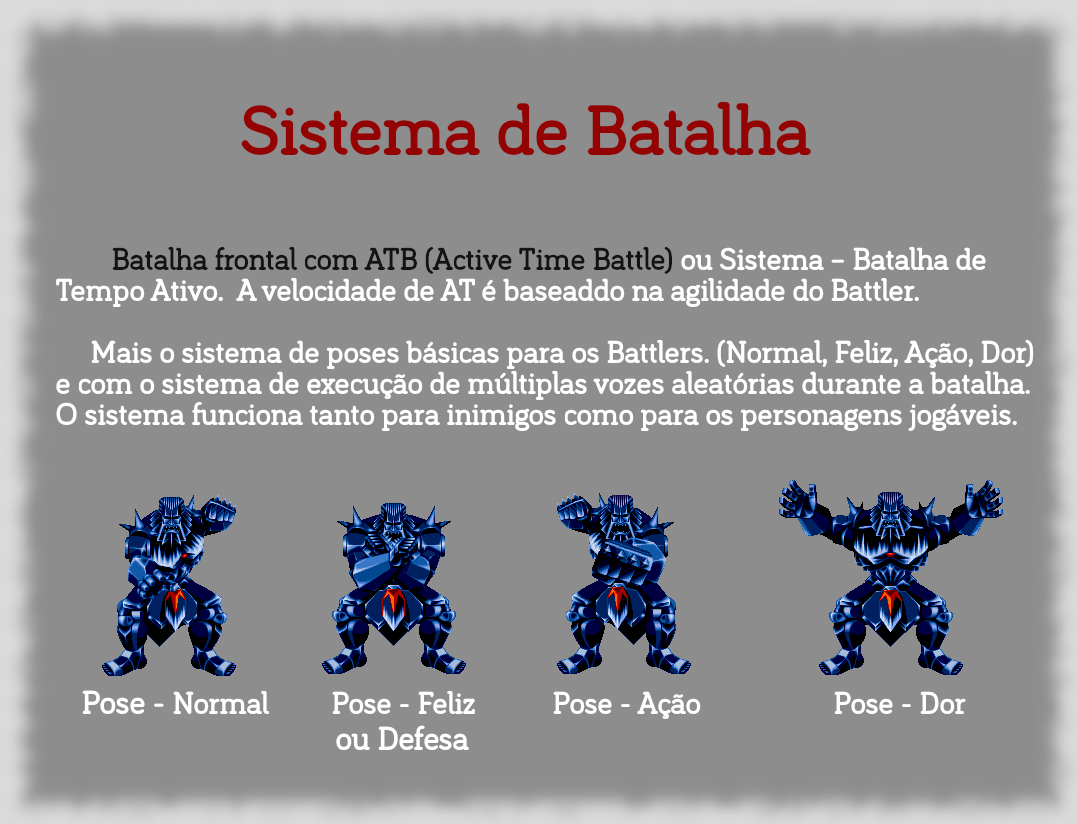 Sistema de Batalha
Batalha frontal com ATB (Active Time Battle) ou Sistema – Batalha de
Tempo Ativo.  A velocidade de AT é baseaddo na agilidade do Battler.
Mais o sistema de poses básicas para os Battlers. (Normal, Feliz, Ação, Dor)
e com o sistema de execução de múltiplas vozes aleatórias durante a batalha.
O sistema funciona tanto para inimigos como para os personagens jogáveis.
Pose - Normal
Pose - Feliz
ou Defesa
Pose - Ação
Pose - Dor